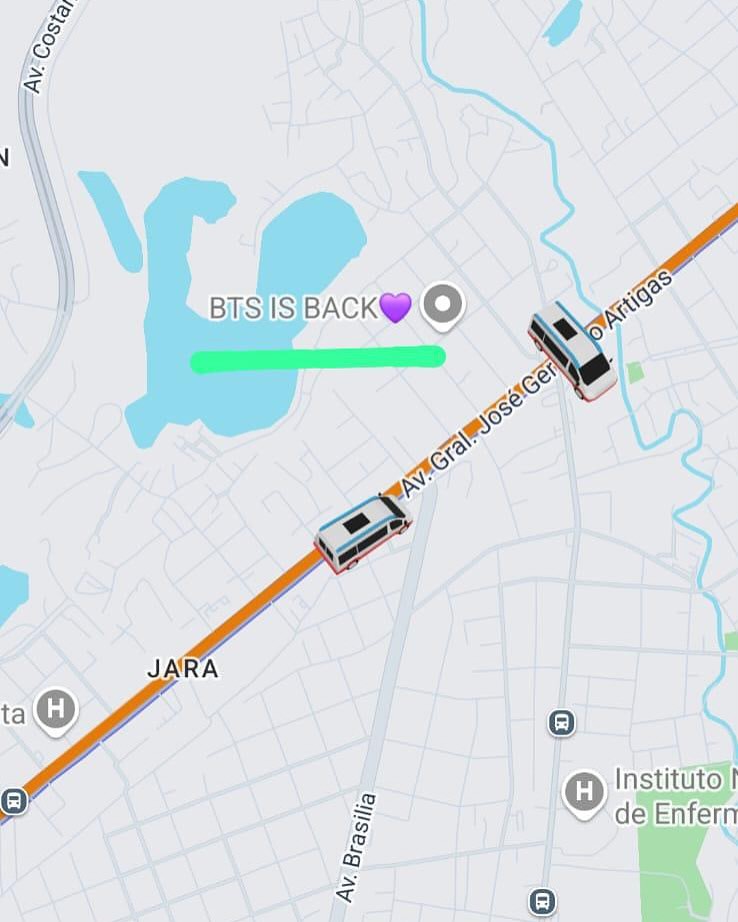 Av. Costan
N
BTS IS BACK💜
o Artigas
Av. Gral. José Ger
JARA
ta
H
Av. Brasilia
H
Instituto N
de Enferm